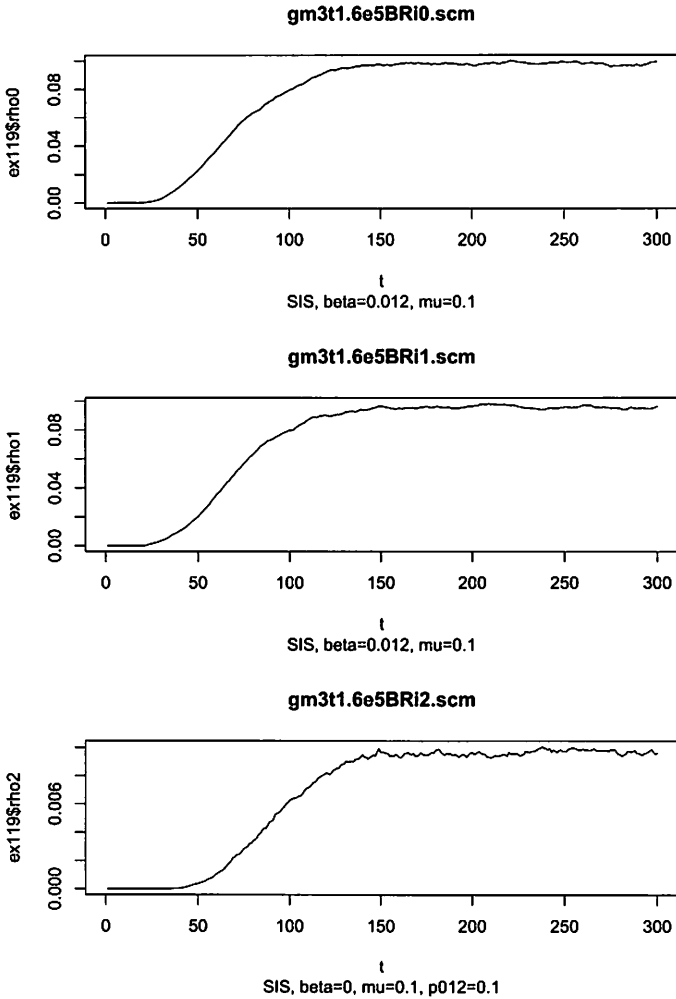 gm3t1.6e5BRi0.scm
ex119$rho0
0.08
0.04
0.00
0 50 100 150 200 250 300
t
SIS, beta=0.012, mu=0.1
gm3t1.6e5BRi1.scm
ex119$rho1
0.08
0.04
0.00
0 50 100 150 200 250 300
t
SIS, beta=0.012, mu=0.1
gm3t1.6e5BRi2.scm
ex119$rho2
0.006
0.000
0 50 100 150 200 250 300
t
SIS, beta=0, mu=0.1, p012=0.1